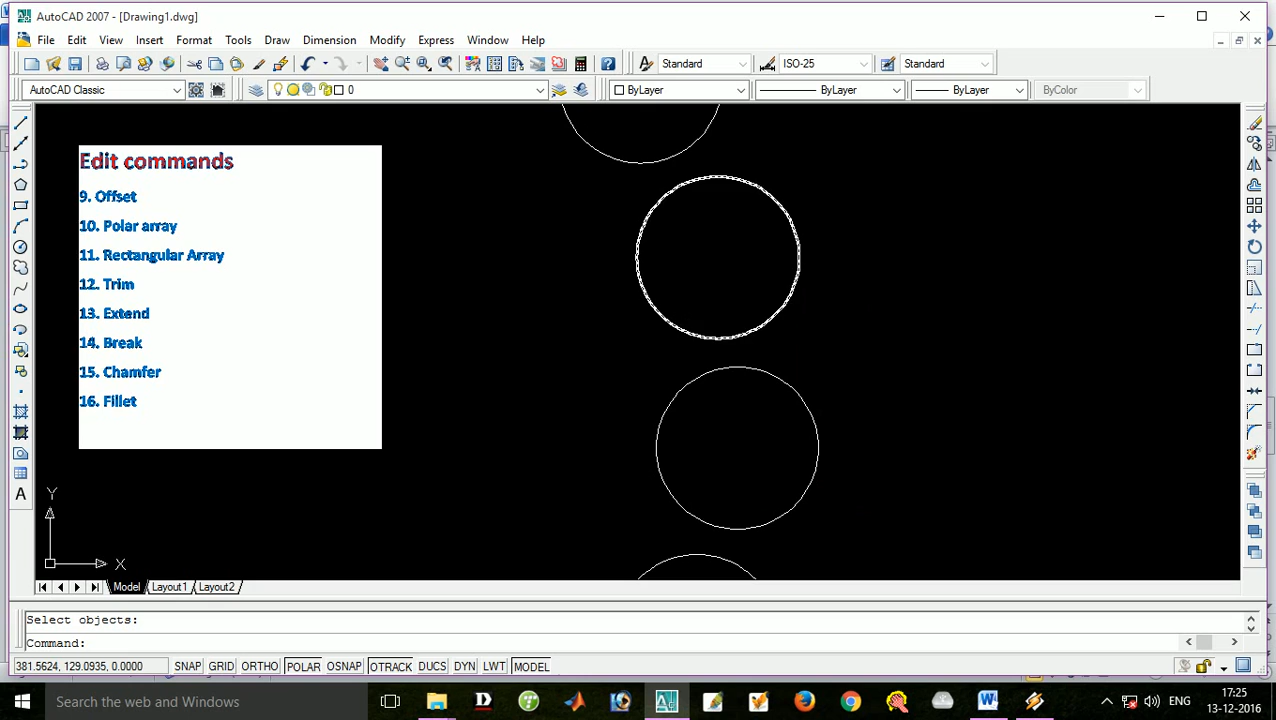 AutoCAD 2007 - [Drawing1.dwg]
File Edit View Insert Format Tools Draw Dimension Modify Express Window Help
Standard ISO-25 Standard
AutoCAD Classic 0 ByLayer ByLayer ByLayer ByColor
Edit commands
9. Offset
10. Polar array
11. Rectangular Array
12. Trim
13. Extend
14. Break
15. Chamfer
16. Fillet
A
Y
X
Model Layout1 Layout2
Select objects:
Command:
381.5624, 129.0935, 0.0000 SNAP GRID ORTHO POLAR OSNAP OTRACK DUCS DYN LWT MODEL
Search the web and Windows
ENG
17:25
13-12-2016